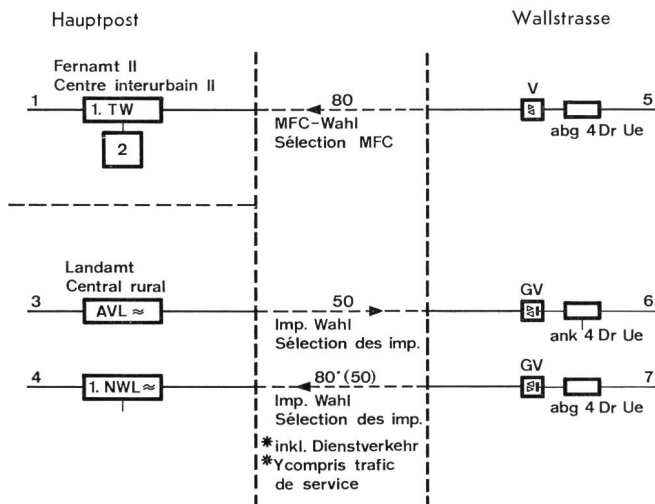 Hauptpost
Wallstrasse
Fernamt II
Centre interurbain II
1
1. TW
80
V
5
2
MFC-Wahl
Sélection MFC
abg 4 Dr Ue
Landamt
Central rural
3
AVL ≈
50
GV
6
Imp. Wahl
Sélection des imp.
ank 4 Dr Ue
4
1. NWL ≈
80*(50)
GV
7
Imp. Wahl
Sélection des imp.
abg 4 Dr Ue
*inkl. Dienstverkehr
*Ycompris trafic
de service